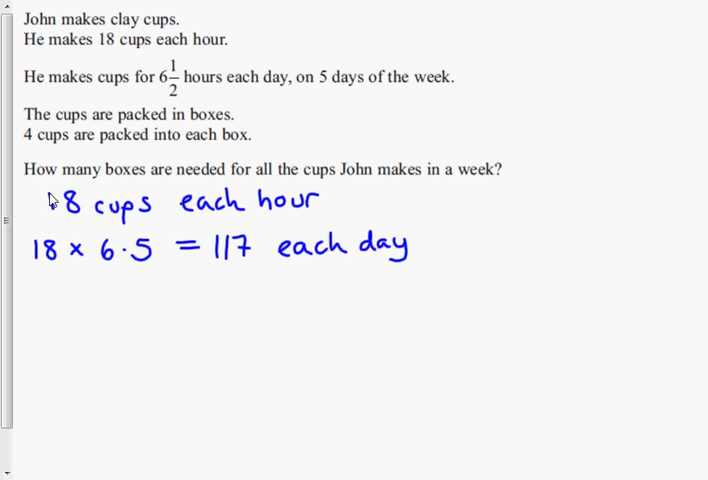 John makes clay cups.
He makes 18 cups each hour.
He makes cups for 6 1/2 hours each day, on 5 days of the week.
The cups are packed in boxes.
4 cups are packed into each box.
How many boxes are needed for all the cups John makes in a week?
18 cups each hour
18 × 6·5 = 117 each day